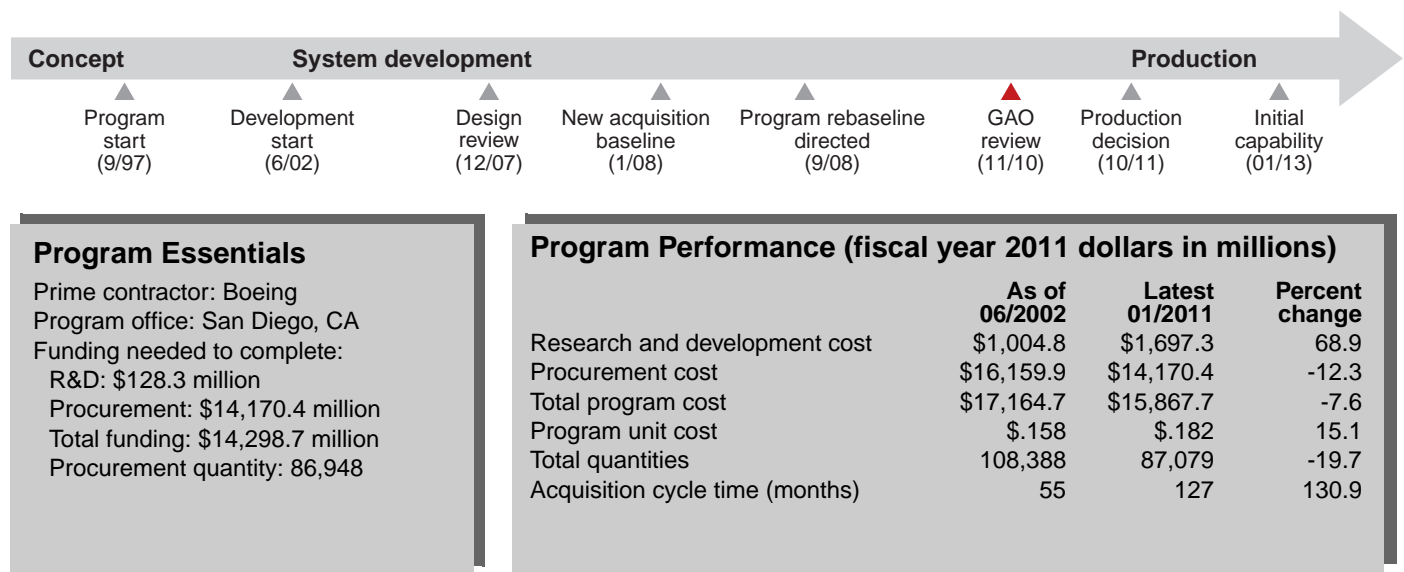 Concept System development Production
Program start (9/97)
Development start (6/02)
Design review (12/07)
New acquisition baseline (1/08)
Program rebaseline directed (9/08)
GAO review (11/10)
Production decision (10/11)
Initial capability (01/13)
Program Essentials
Prime contractor: Boeing
Program office: San Diego, CA
Funding needed to complete:
R&D: $128.3 million
Procurement: $14,170.4 million
Total funding: $14,298.7 million
Procurement quantity: 86,948
Program Performance (fiscal year 2011 dollars in millions)
As of 06/2002 Latest 01/2011 Percent change
Research and development cost $1,004.8 $1,697.3 68.9
Procurement cost $16,159.9 $14,170.4 -12.3
Total program cost $17,164.7 $15,867.7 -7.6
Program unit cost $.158 $.182 15.1
Total quantities 108,388 87,079 -19.7
Acquisition cycle time (months) 55 127 130.9